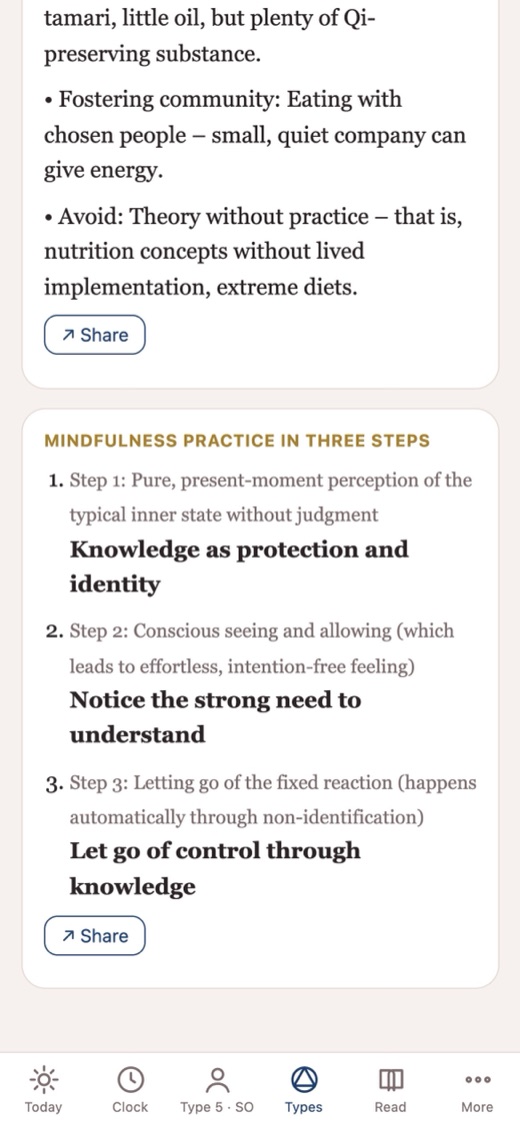 tamari, little oil, but plenty of Qi-
preserving substance.
• Fostering community: Eating with
chosen people – small, quiet company can
give energy.
• Avoid: Theory without practice – that is,
nutrition concepts without lived
implementation, extreme diets.
↗ Share
MINDFULNESS PRACTICE IN THREE STEPS
1. Step 1: Pure, present-moment perception of the
typical inner state without judgment
Knowledge as protection and
identity
2. Step 2: Conscious seeing and allowing (which
leads to effortless, intention-free feeling)
Notice the strong need to
understand
3. Step 3: Letting go of the fixed reaction (happens
automatically through non-identification)
Let go of control through
knowledge
↗ Share
Today Clock Type 5 · SO Types Read More